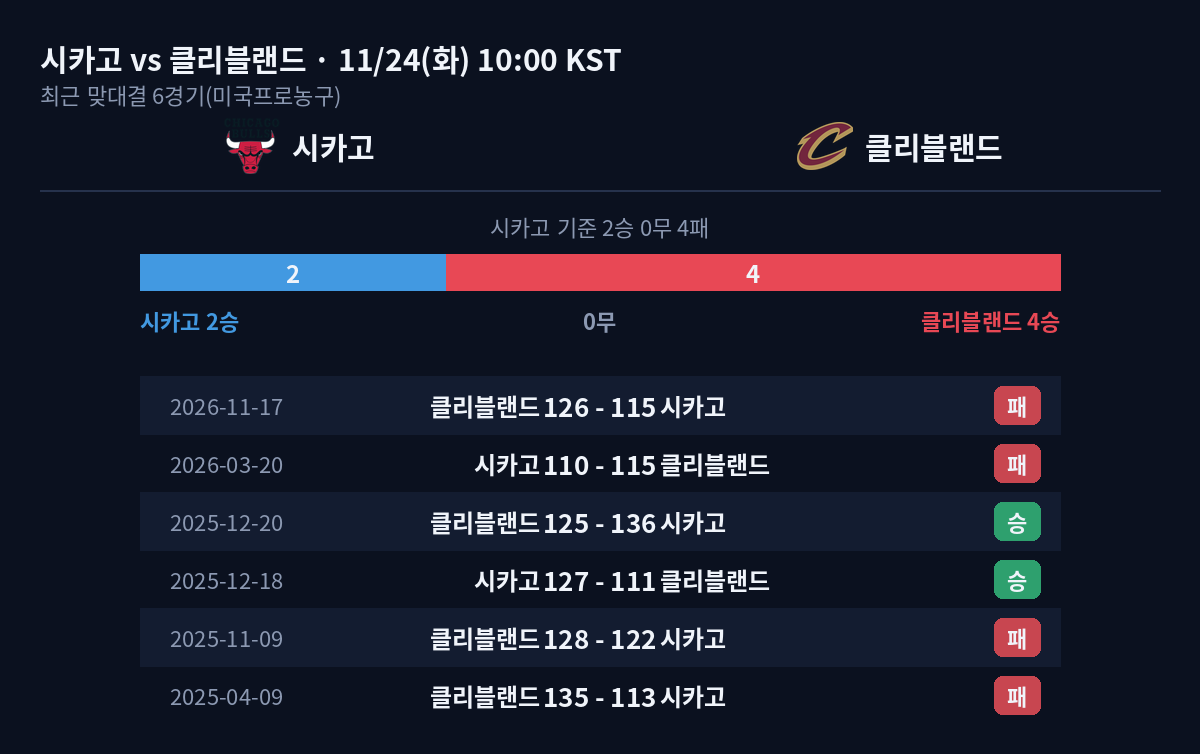 시카고 vs 클리블랜드 · 11/24(화) 10:00 KST
최근 맞대결 6경기(미국프로농구)
CHICAGO
BULLS
시카고
클리블랜드
시카고 기준 2승 0무 4패
2 4
시카고 2승 0무 클리블랜드 4승
2026-11-17 클리블랜드 126 - 115 시카고 패
2026-03-20 시카고 110 - 115 클리블랜드 패
2025-12-20 클리블랜드 125 - 136 시카고 승
2025-12-18 시카고 127 - 111 클리블랜드 승
2025-11-09 클리블랜드 128 - 122 시카고 패
2025-04-09 클리블랜드 135 - 113 시카고 패